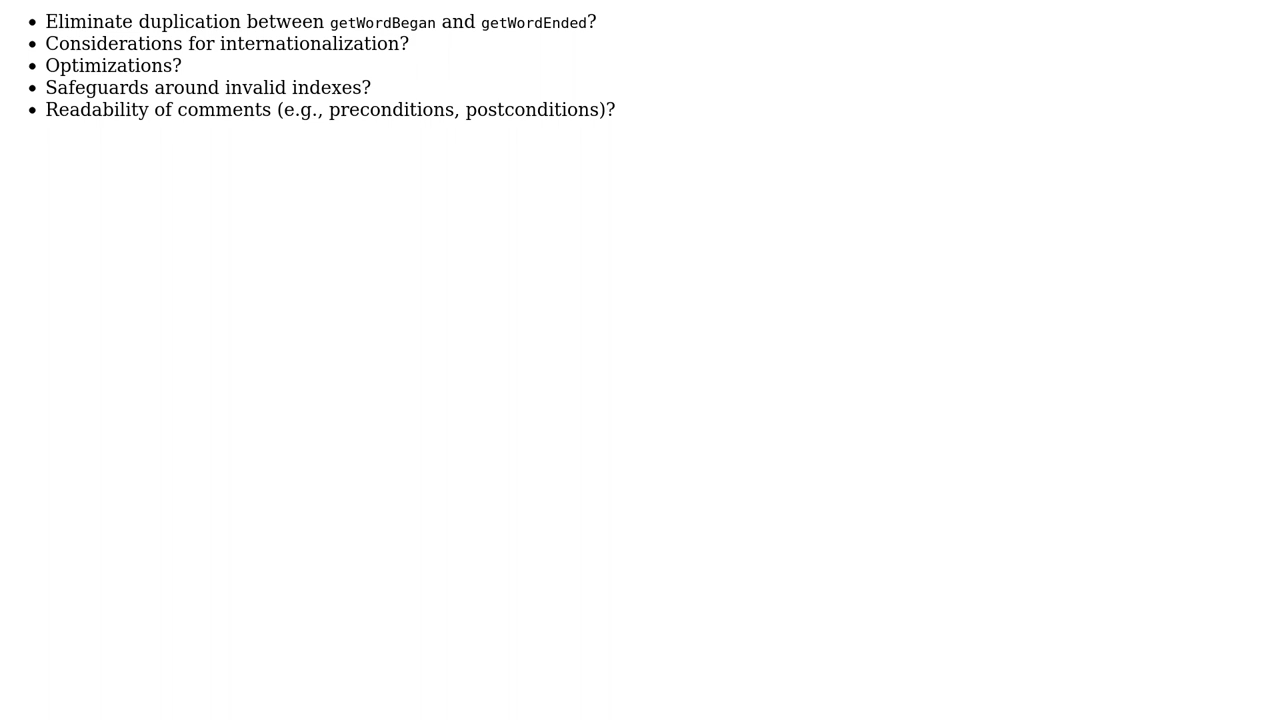 • Eliminate duplication between getWordBegan and getWordEnded?
• Considerations for internationalization?
• Optimizations?
• Safeguards around invalid indexes?
• Readability of comments (e.g., preconditions, postconditions)?